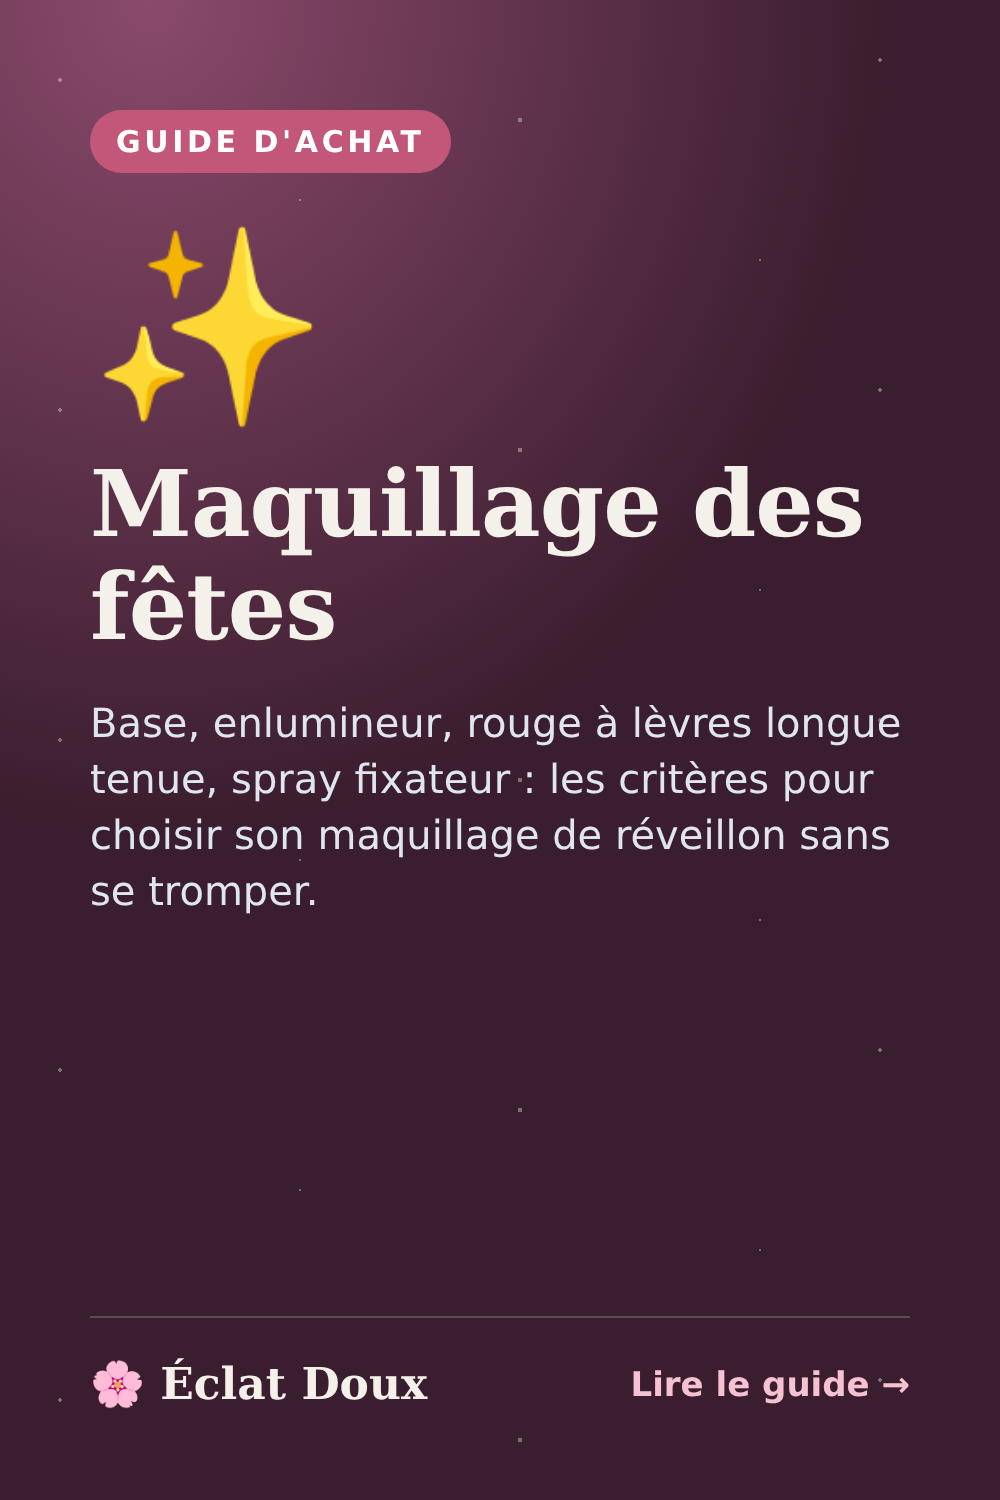 GUIDE D'ACHAT
Maquillage des
fêtes
Base, enlumineur, rouge à lèvres longue
tenue, spray fixateur : les critères pour
choisir son maquillage de réveillon sans
se tromper.
Éclat Doux
Lire le guide →